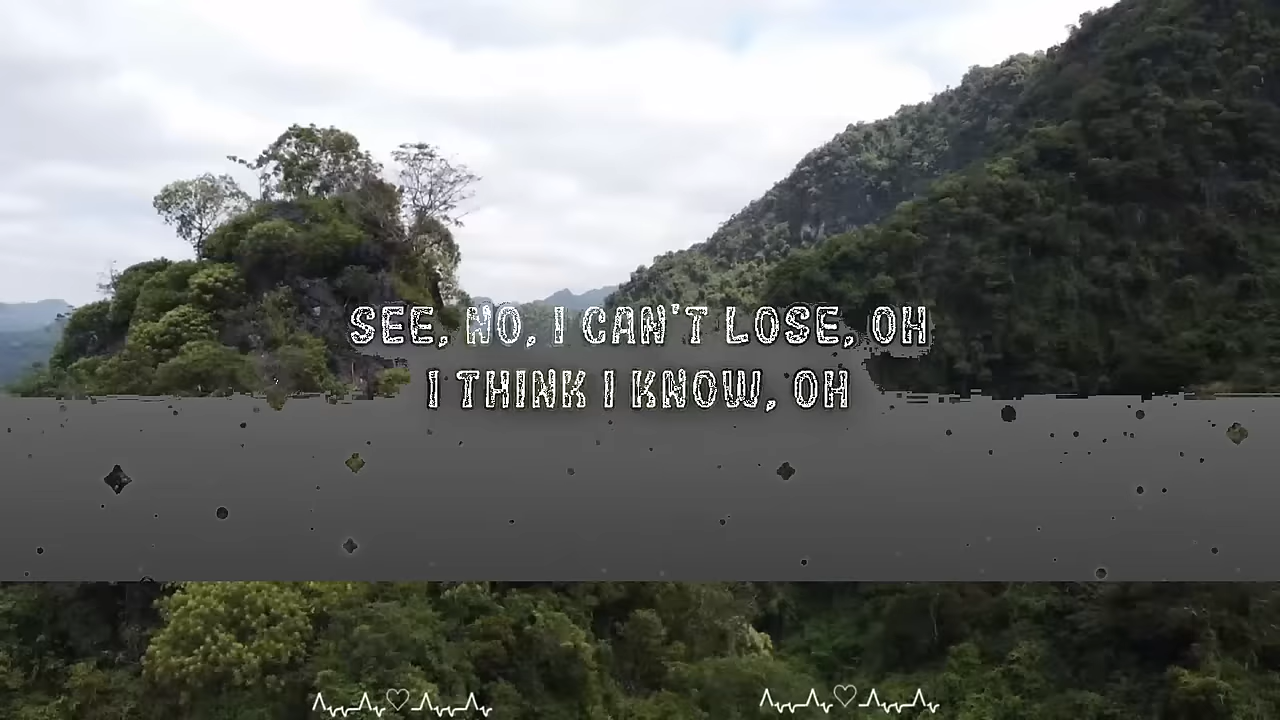 SEE, NO, I CAN'T LOSE, OH
I THINK I KNOW, OH